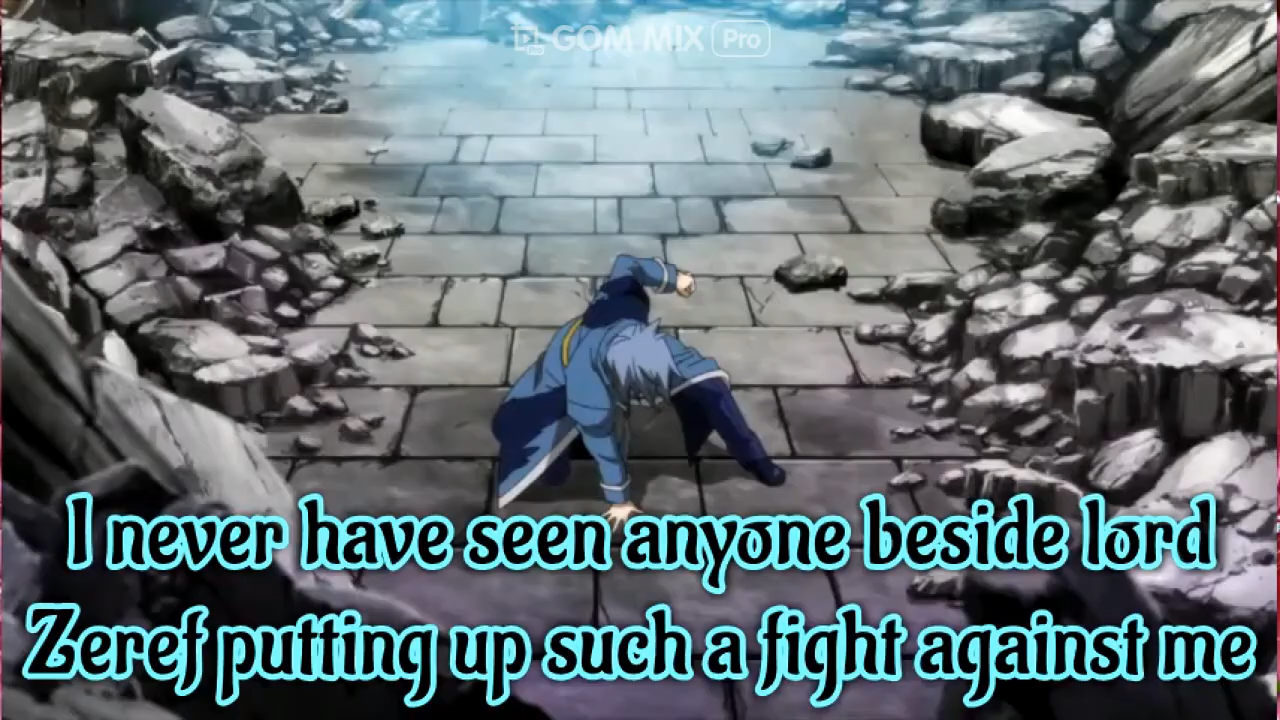 GOM MIX Pro
I never have seen anyone beside lord
Zeref putting up such a fight against me